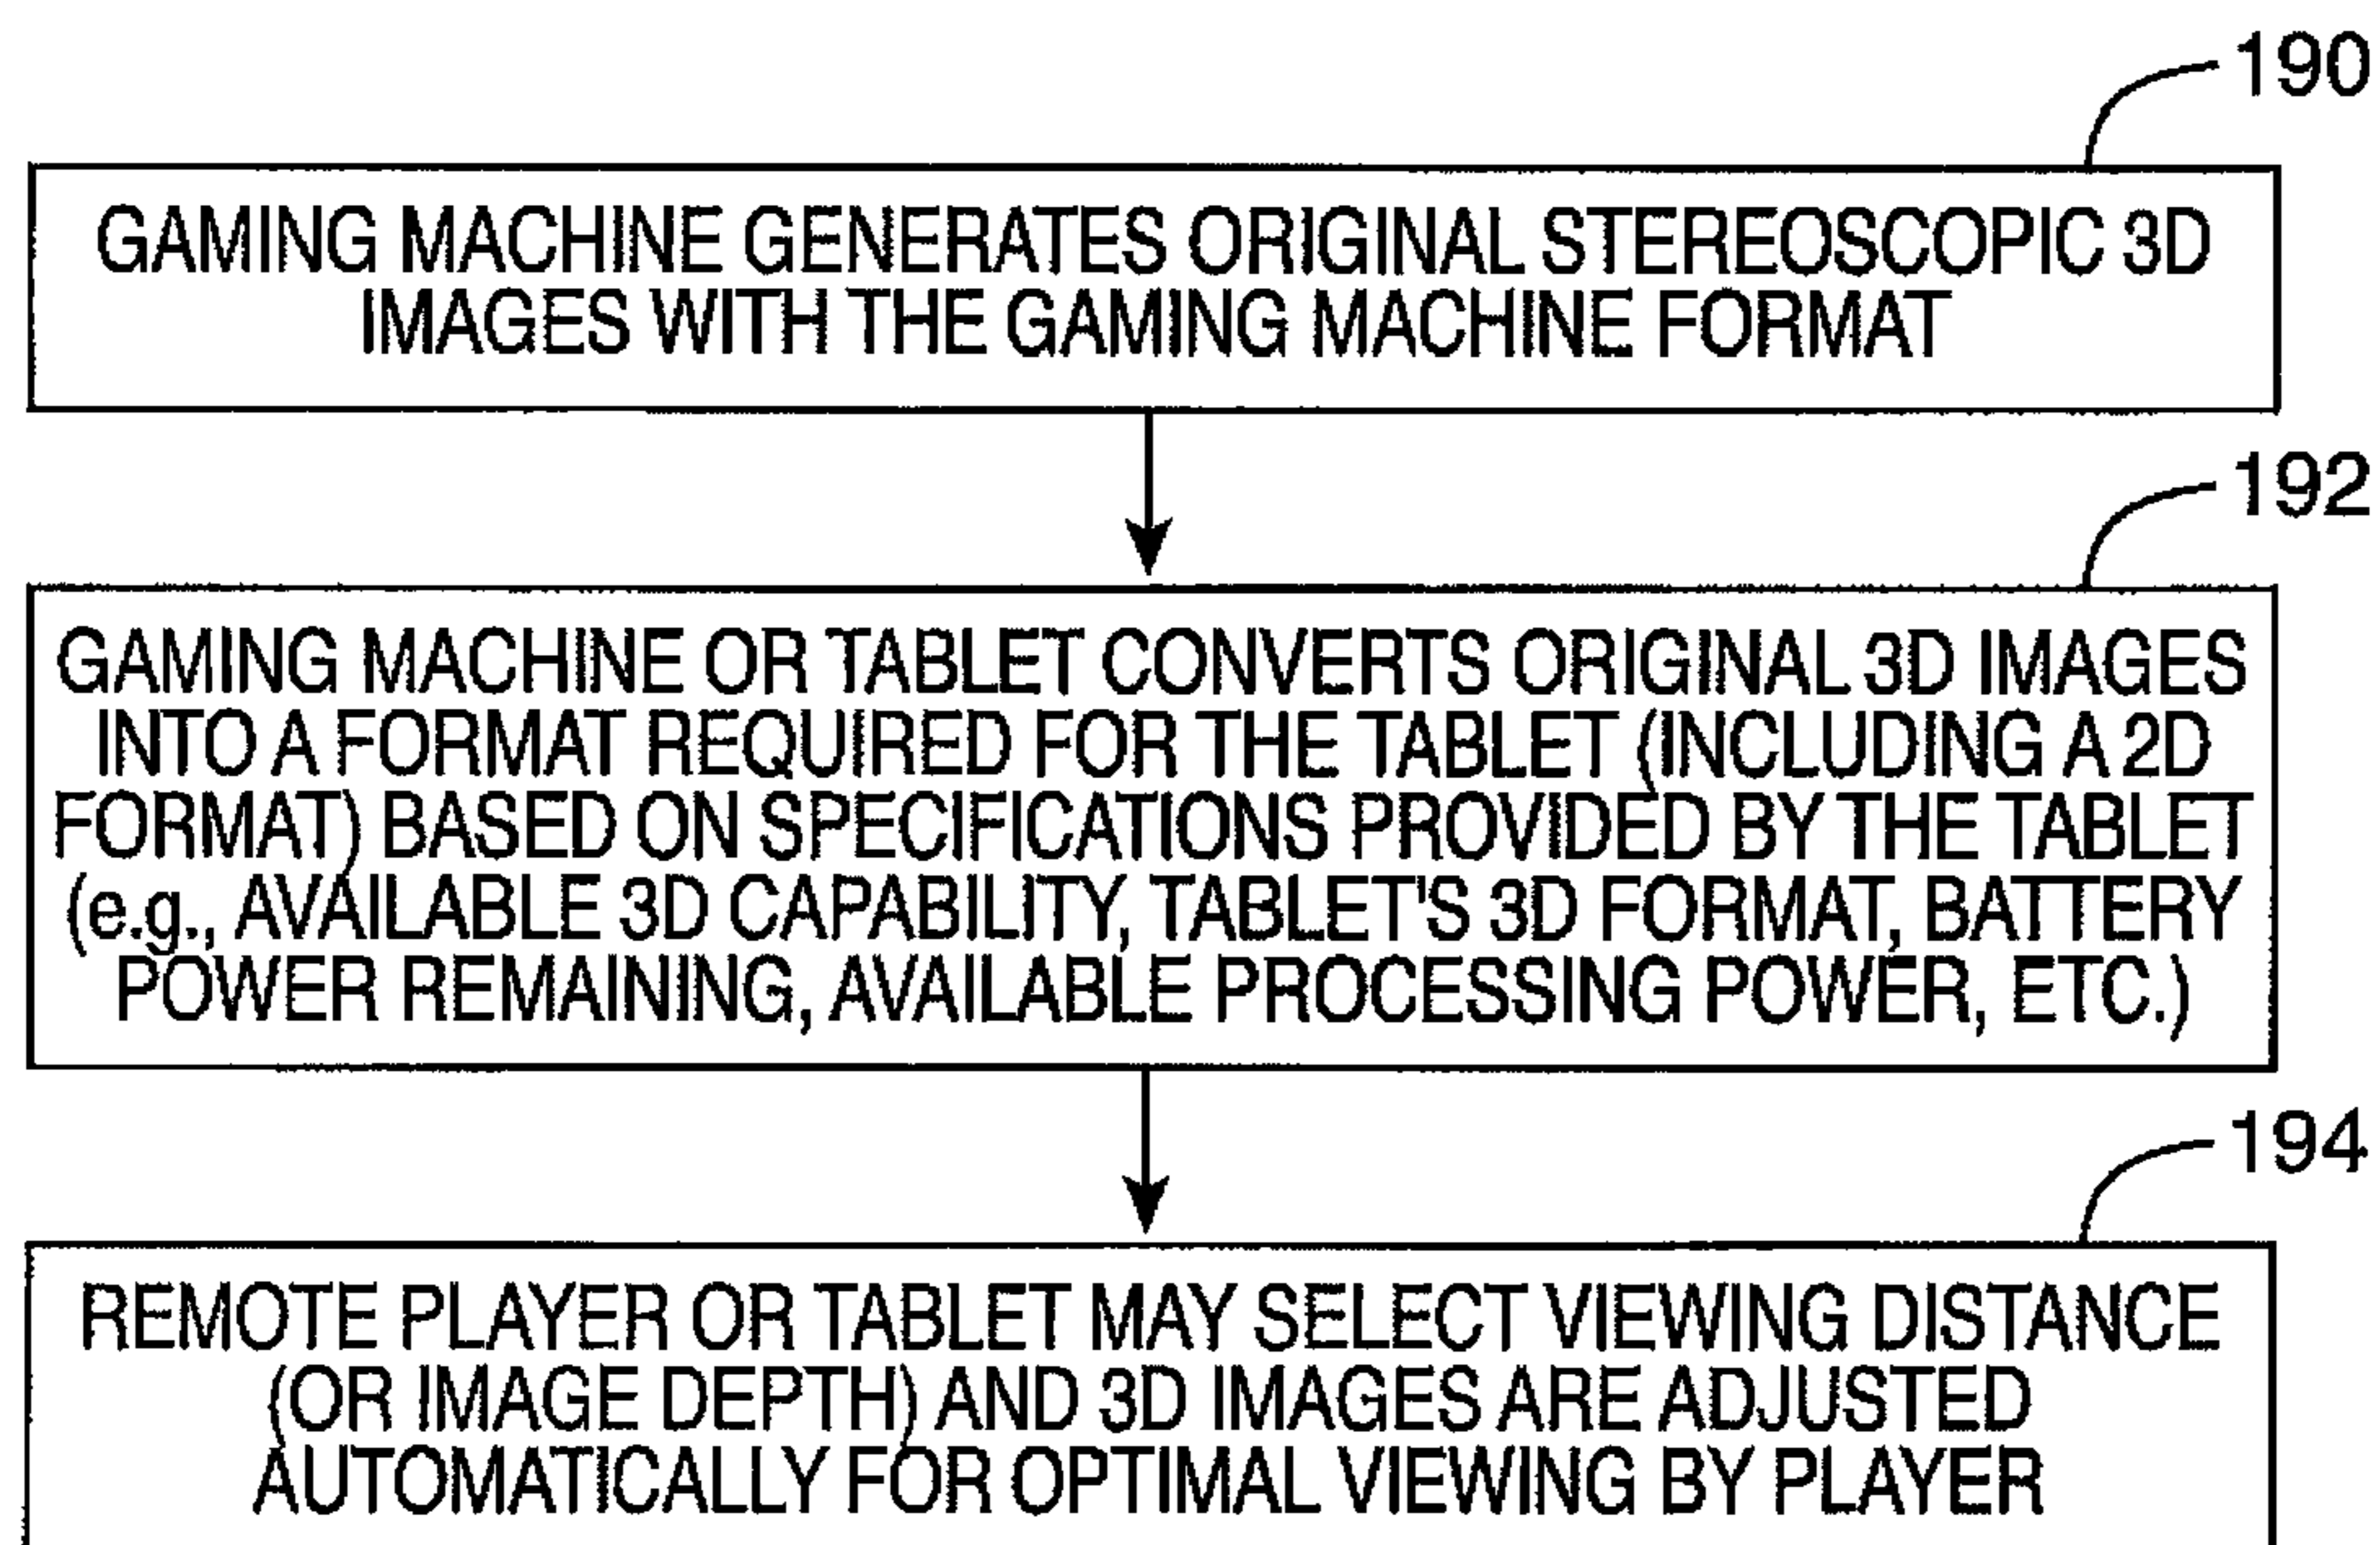 190
GAMING MACHINE GENERATES ORIGINAL STEREOSCOPIC 3D
IMAGES WITH THE GAMING MACHINE FORMAT
192
GAMING MACHINE OR TABLET CONVERTS ORIGINAL 3D IMAGES
INTO A FORMAT REQUIRED FOR THE TABLET (INCLUDING A 2D
FORMAT) BASED ON SPECIFICATIONS PROVIDED BY THE TABLET
(e.g., AVAILABLE 3D CAPABILITY, TABLET'S 3D FORMAT, BATTERY
POWER REMAINING, AVAILABLE PROCESSING POWER, ETC.)
194
REMOTE PLAYER OR TABLET MAY SELECT VIEWING DISTANCE
(OR IMAGE DEPTH) AND 3D IMAGES ARE ADJUSTED
AUTOMATICALLY FOR OPTIMAL VIEWING BY PLAYER